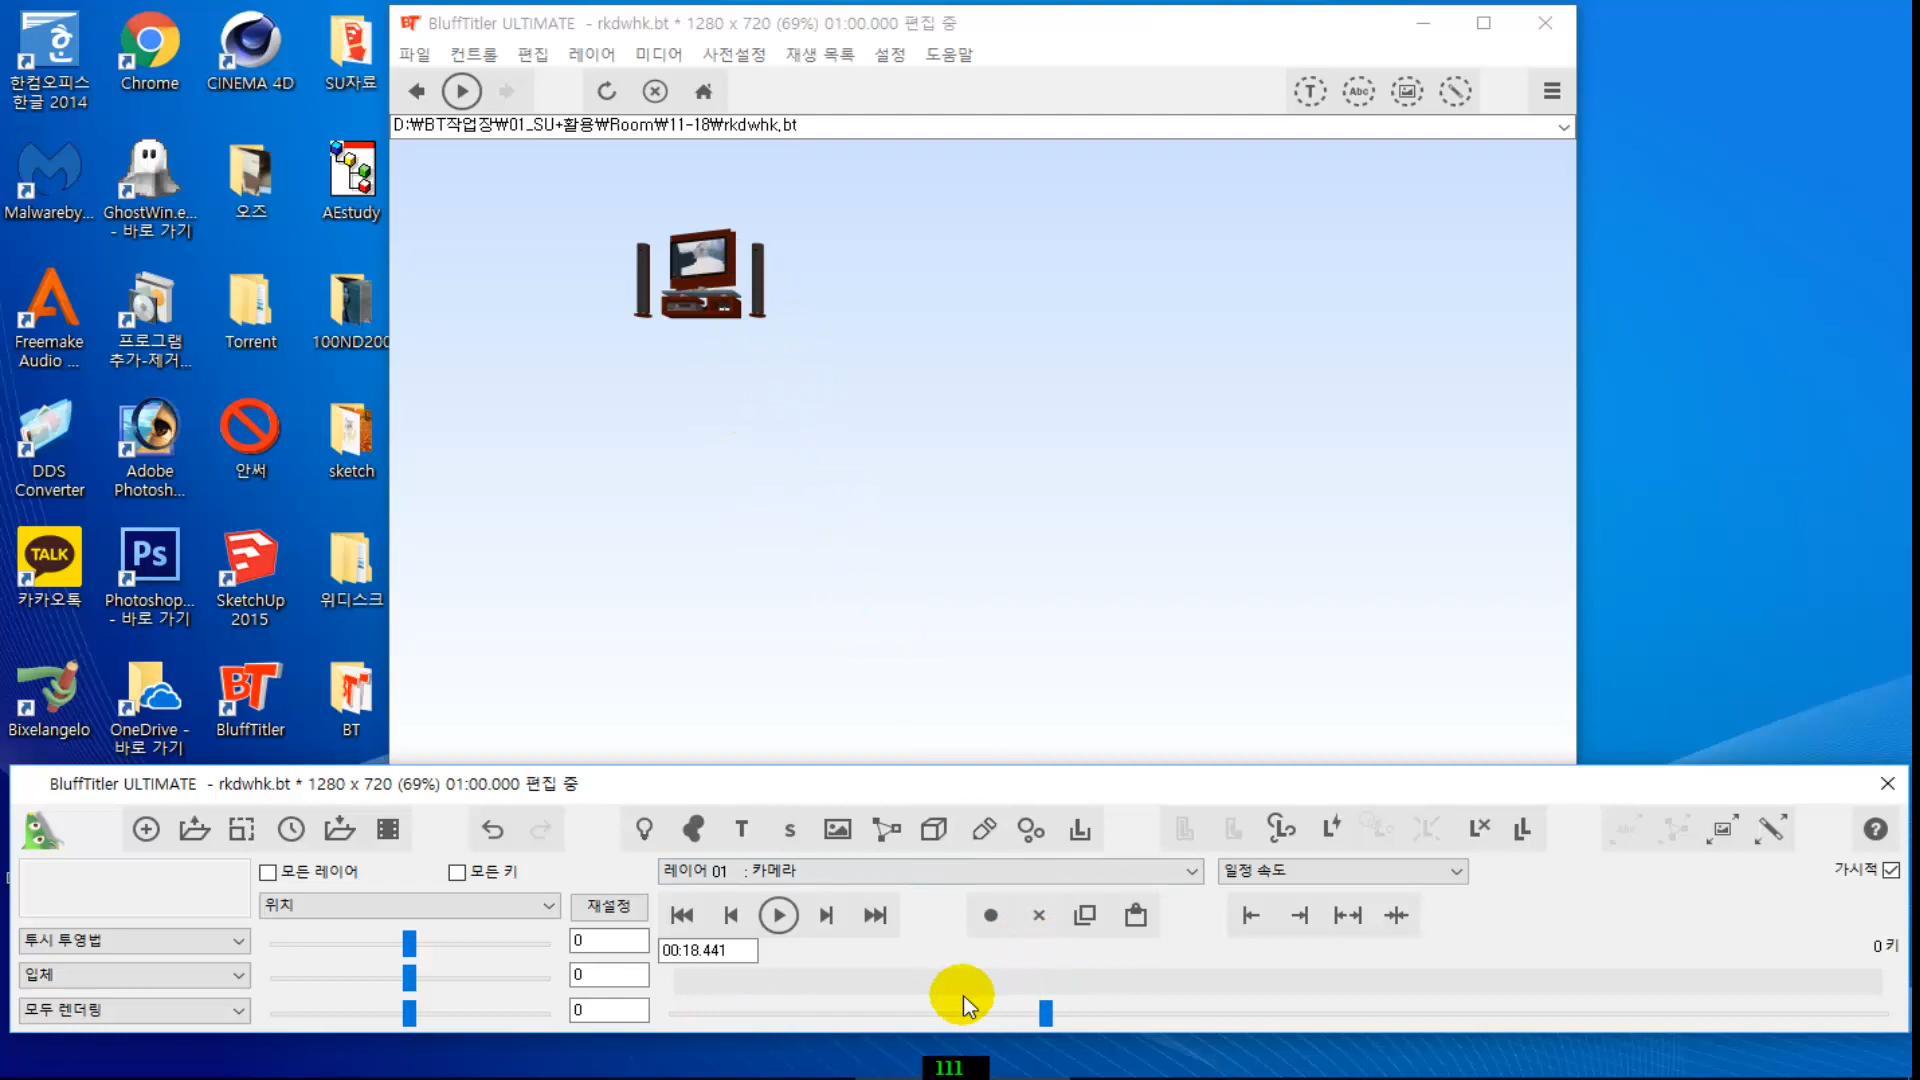 한컴오피스
한글 2014
Chrome
CINEMA 4D
SU자료
Malwareby...
GhostWin.e...
- 바로 가기
오즈
AEstudy
Freemake
Audio ...
프로그램
추가-제거...
Torrent
100ND200
DDS
Converter
Adobe
Photosh...
안써
sketch
TALK
카카오톡
Ps
Photoshop...
- 바로 가기
SketchUp
2015
위디스크
Bixelangelo
OneDrive -
바로 가기
BT
BluffTitler
BT
BT BluffTitler ULTIMATE - rkdwhk.bt * 1280 x 720 (69%) 01:00.000 편집 중
파일 컨트롤 편집 레이어 미디어 사전설정 재생 목록 설정 도움말
T Abc
D:₩BT작업장₩01_SU+활용₩Room₩11-18₩rkdwhk.bt
BluffTitler ULTIMATE - rkdwhk.bt * 1280 x 720 (69%) 01:00.000 편집 중
T S Abc ?
모든 레이어 모든 키 레이어 01 : 카메라 일정 속도 가시적
위치 재설정
투시 투영법 0 00:18.441 0 키
입체 0
모두 렌더링 0
111